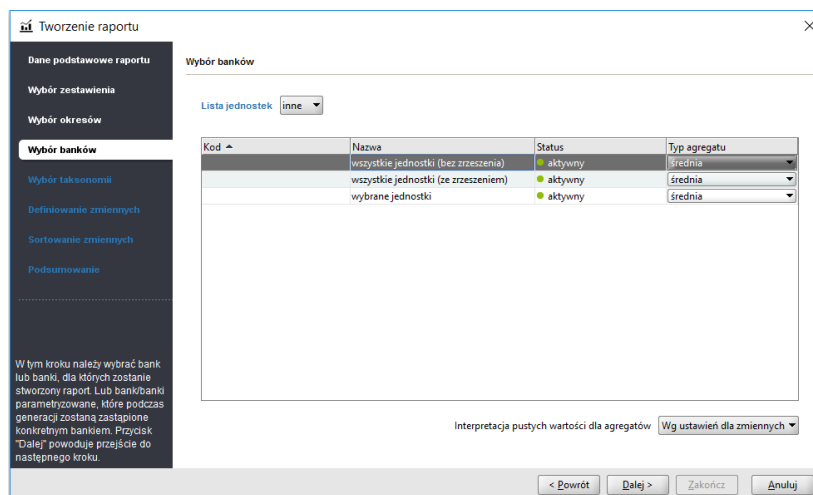 Tworzenie raportu
Dane podstawowe raportu
Wybór zestawienia
Wybór okresów
Wybór banków
Wybór taksonomii
Definiowanie zmiennych
Sortowanie zmiennych
Podsumowanie
W tym kroku należy wybrać bank
lub banki, dla których zostanie
stworzony raport. Lub bank/banki
parametryzowane, które podczas
generacji zostaną zastąpione
konkretnym bankiem. Przycisk
"Dalej" powoduje przejście do
następnego kroku.
Wybór banków
Lista jednostek inne
Kod Nazwa Status Typ agregatu
wszystkie jednostki (bez zrzeszenia) aktywny średnia
wszystkie jednostki (ze zrzeszeniem) aktywny średnia
wybrane jednostki aktywny średnia
Interpretacja pustych wartości dla agregatów Wg ustawień dla zmiennych
< Powrót Dalej > Zakończ Anuluj